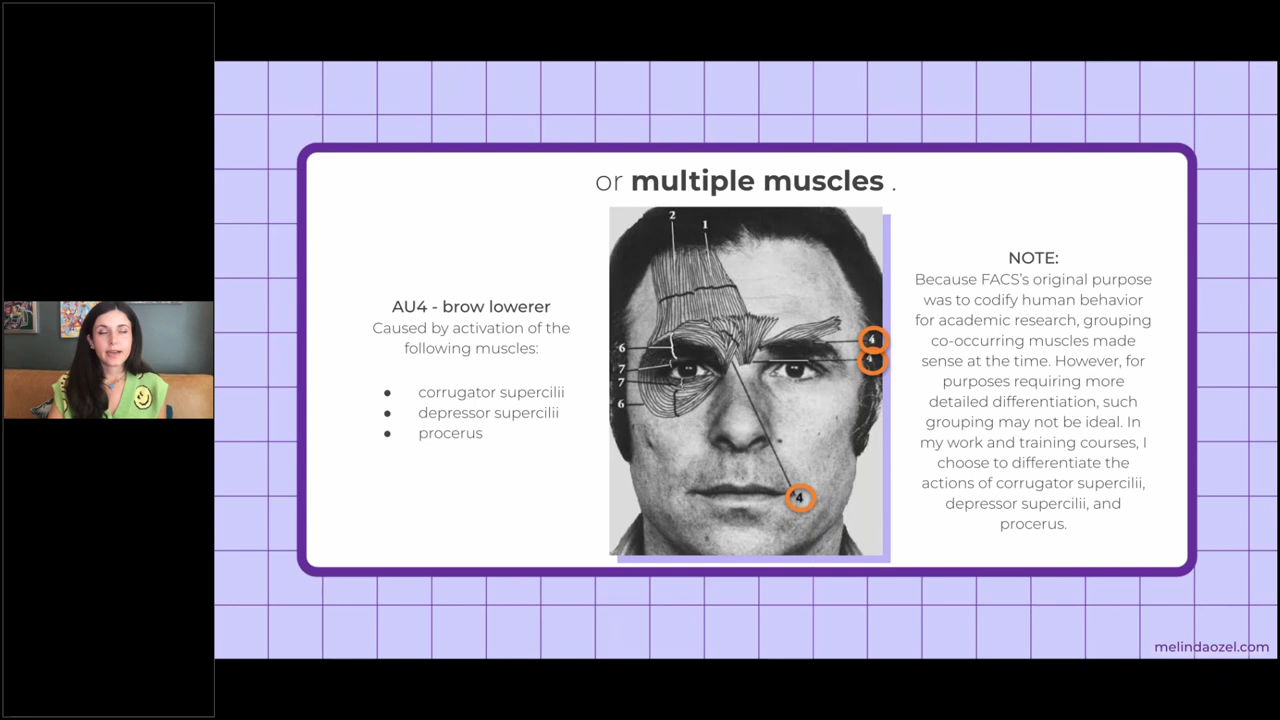 or multiple muscles .
AU4 - brow lowerer
Caused by activation of the
following muscles:
● corrugator supercilii
● depressor supercilii
● procerus
2
1
6
7
7
6
4
4
4
NOTE:
Because FACS's original purpose
was to codify human behavior
for academic research, grouping
co-occurring muscles made
sense at the time. However, for
purposes requiring more
detailed differentiation, such
grouping may not be ideal. In
my work and training courses, I
choose to differentiate the
actions of corrugator supercilii,
depressor supercilii, and
procerus.
melindaozel.com